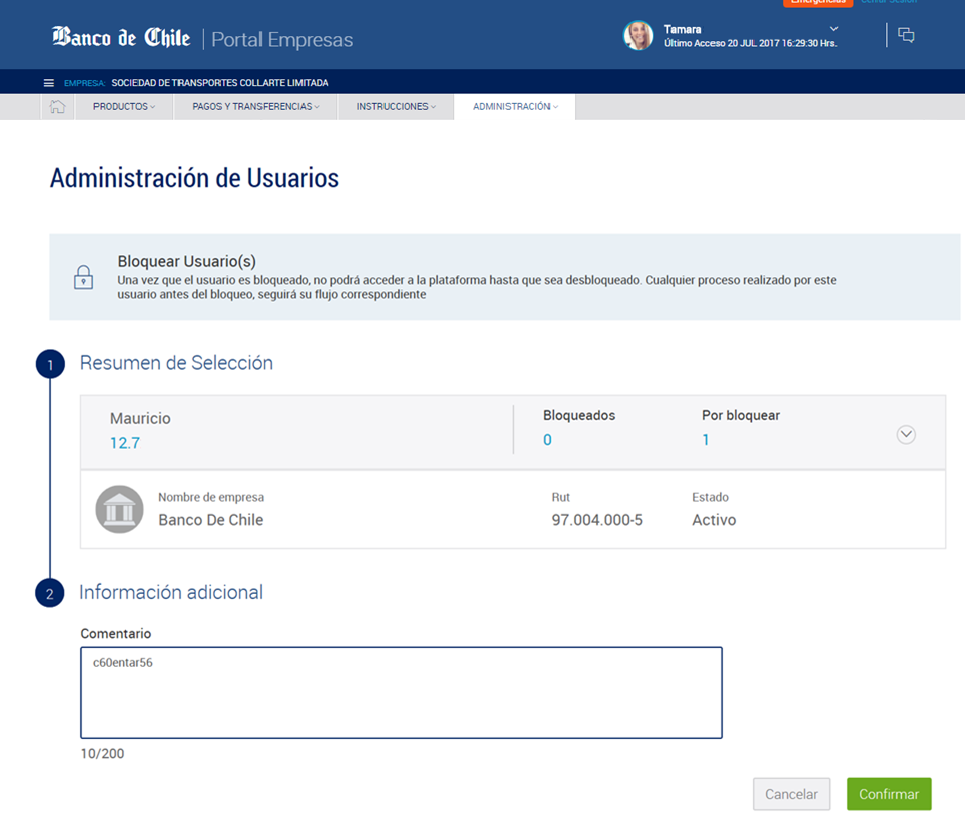 Emergencias Cerrar Sesión
Banco de Chile | Portal Empresas
Tamara
Último Acceso 20 JUL 2017 16:29:30 Hrs.
EMPRESA: SOCIEDAD DE TRANSPORTES COLLARTE LIMITADA
PRODUCTOS PAGOS Y TRANSFERENCIAS INSTRUCCIONES ADMINISTRACIÓN
Administración de Usuarios
Bloquear Usuario(s)
Una vez que el usuario es bloqueado, no podrá acceder a la plataforma hasta que sea desbloqueado. Cualquier proceso realizado por este
usuario antes del bloqueo, seguirá su flujo correspondiente
1 Resumen de Selección
Mauricio Bloqueados Por bloquear
12.7 0 1
Nombre de empresa Rut Estado
Banco De Chile 97.004.000-5 Activo
2 Información adicional
Comentario
c60entar56
10/200
Cancelar Confirmar